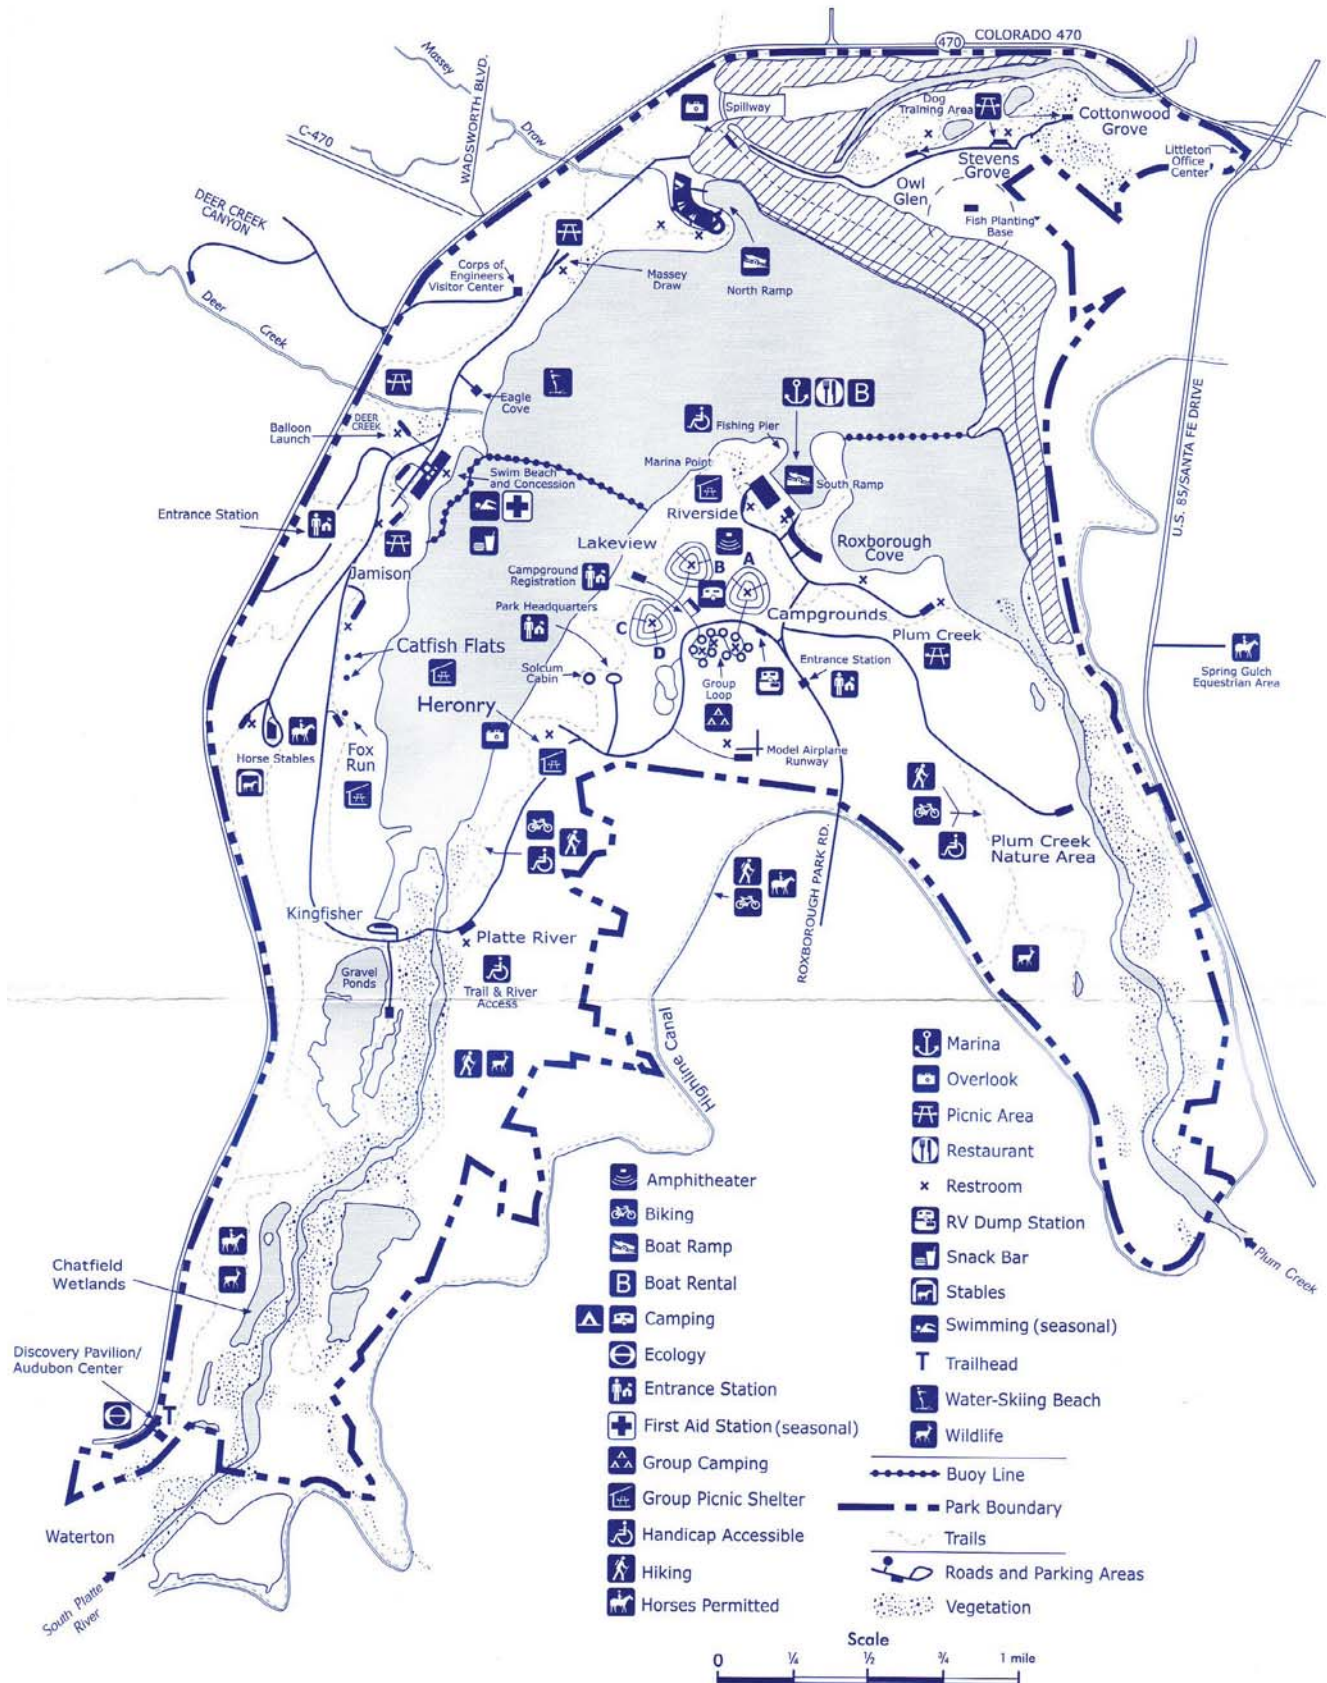 470
COLORADO 470
Massey
Draw
WADSWORTH BLVD.
C-470
Spillway
Dog
Training Area
Cottonwood
Grove
Stevens
Grove
Littleton
Office
Center
Owl
Glen
Fish Planting
Base
DEER CREEK
CANYON
Corps of
Engineers
Visitor Center
Massey
Draw
North Ramp
Deer
Creek
Eagle
Cove
Balloon
Launch
DEER
CREEK
B
Fishing Pier
Marina Point
South Ramp
Swim Beach
and Concession
Entrance Station
Riverside
Roxborough
Cove
Lakeview
Jamison
Campground
Registration
A
B
C
D
Campgrounds
Park Headquarters
Catfish Flats
Solcum
Cabin
Group
Loop
Entrance Station
Plum Creek
U.S. 85/SANTA FE DRIVE
Spring Gulch
Equestrian Area
Heronry
Horse Stables
Fox
Run
Model Airplane
Runway
ROXBOROUGH PARK RD.
Plum Creek
Nature Area
Kingfisher
Platte River
Gravel
Ponds
Trail & River
Access
Highline Canal
Chatfield
Wetlands
Discovery Pavilion/
Audubon Center
T
Waterton
South Platte
River
Plum Creek
Amphitheater
Biking
Boat Ramp
B Boat Rental
Camping
Ecology
Entrance Station
First Aid Station (seasonal)
Group Camping
Group Picnic Shelter
Handicap Accessible
Hiking
Horses Permitted
Marina
Overlook
Picnic Area
Restaurant
x Restroom
RV Dump Station
Snack Bar
Stables
Swimming (seasonal)
T Trailhead
Water-Skiing Beach
Wildlife
Buoy Line
Park Boundary
Trails
Roads and Parking Areas
Vegetation
Scale
0 ¼ ½ ¾ 1 mile